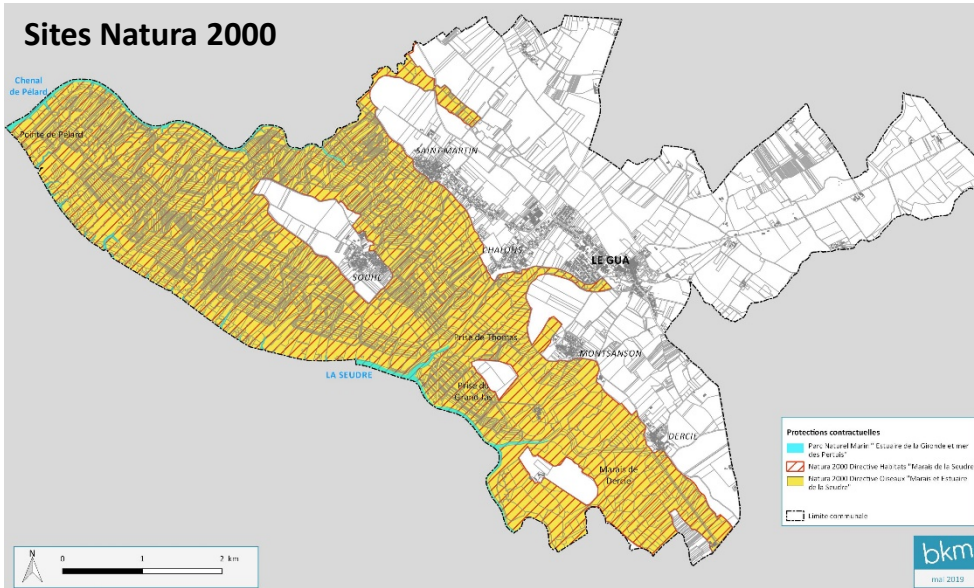 Sites Natura 2000
Chenal
de Pélard
Pointe de Pélard
SAINT-MARTIN
CHALONS
LE GUA
SOUHE
Prise de Thomas
MONTSANSON
LA SEUDRE
Prise du
Grand Jas
DERCIE
Marais de
Dercie
Protections contractuelles
Parc Naturel Marin " Estuaire de la Gironde et mer
des Pertuis"
Natura 2000 Directive Habitats "Marais de la Seudre
Natura 2000 Directive Oiseaux "Marais et Estuaire
de la Seudre"
Limite communale
N
0 1 2 km
bkm
mai 2019